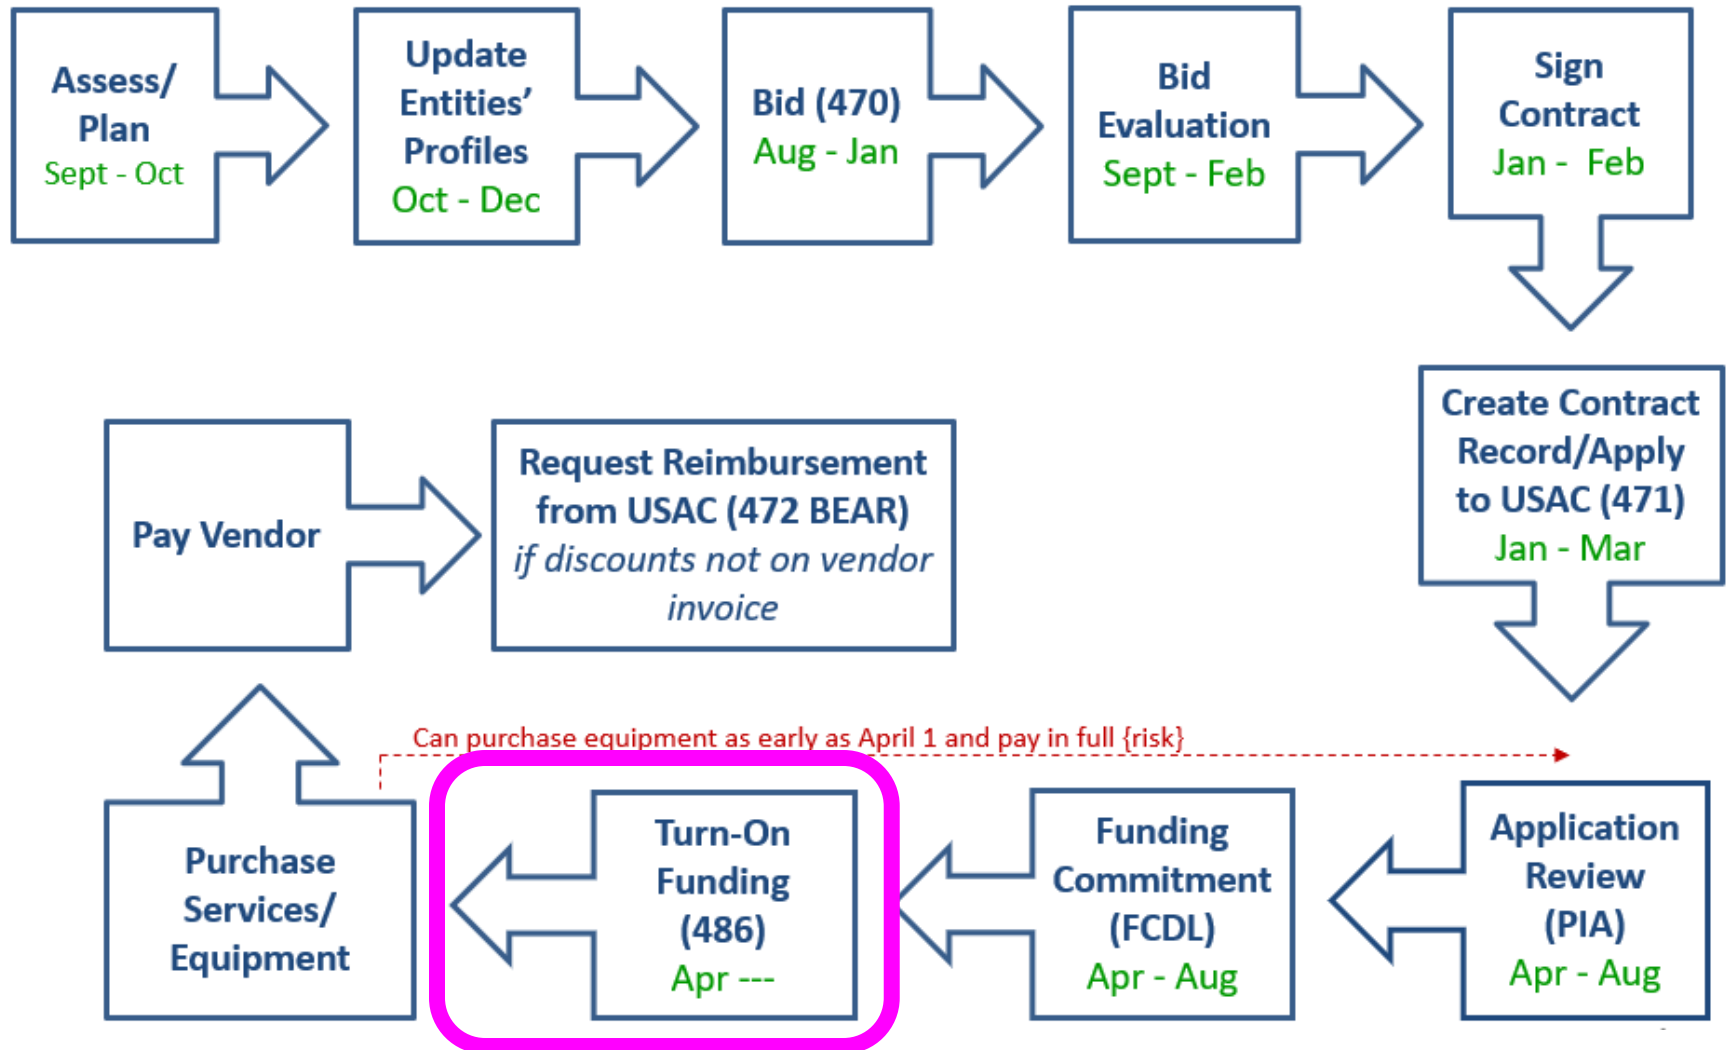 Assess/
Plan
Sept - Oct
Update
Entities’
Profiles
Oct - Dec
Bid (470)
Aug - Jan
Bid
Evaluation
Sept - Feb
Sign
Contract
Jan -  Feb
Create Contract
Record/Apply
to USAC (471)
Jan - Mar
Application
Review
(PIA)
Apr - Aug
Funding
Commitment
(FCDL)
Apr - Aug
Turn-On
Funding
(486)
Apr ---
Can purchase equipment as early as April 1 and pay in full {risk}
Purchase
Services/
Equipment
Pay Vendor
Request Reimbursement
from USAC (472 BEAR)
if discounts not on vendor
invoice